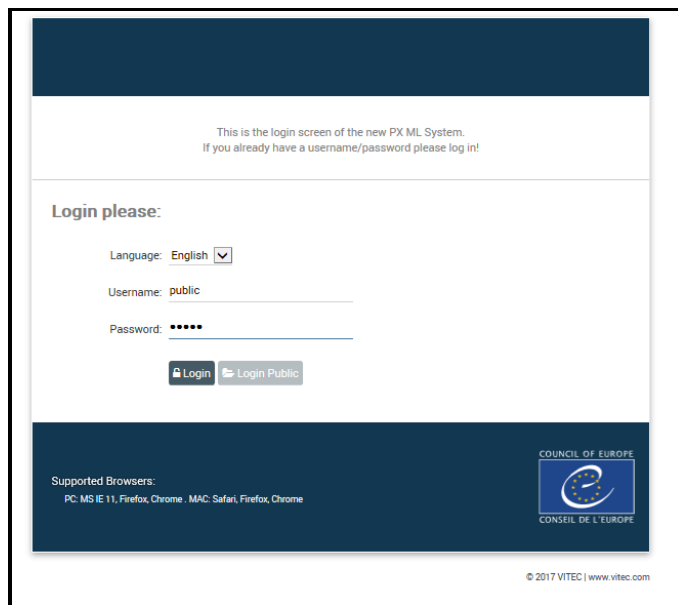 This is the login screen of the new PX ML System.
If you already have a username/password please log in!
Login please:
Language: English
Username: public
Password: •••••
Login Login Public
COUNCIL OF EUROPE
Supported Browsers:
PC: MS IE 11, Firefox, Chrome . MAC: Safari, Firefox, Chrome
CONSEIL DE L'EUROPE
© 2017 VITEC | www.vitec.com